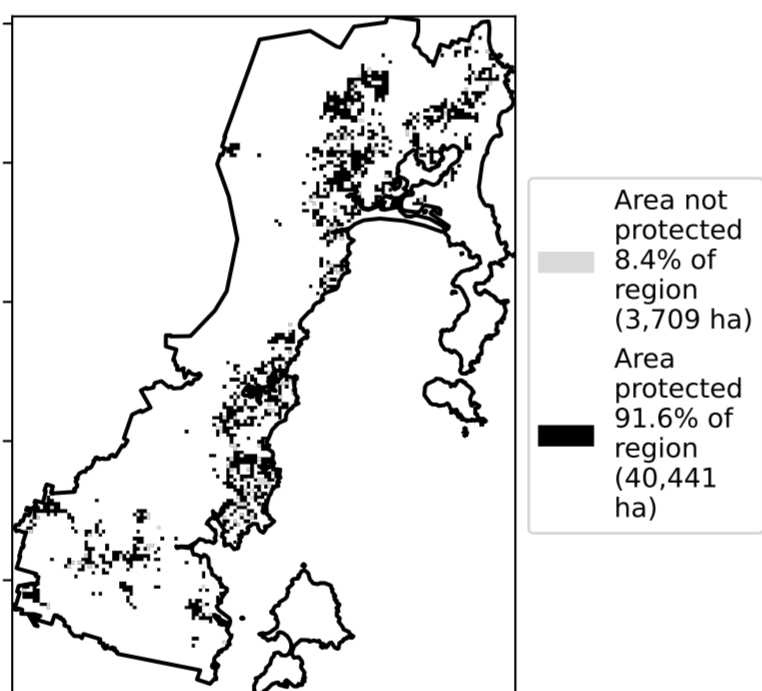 Area not
protected
8.4% of
region
(3,709 ha)
Area
protected
91.6% of
region
(40,441
ha)